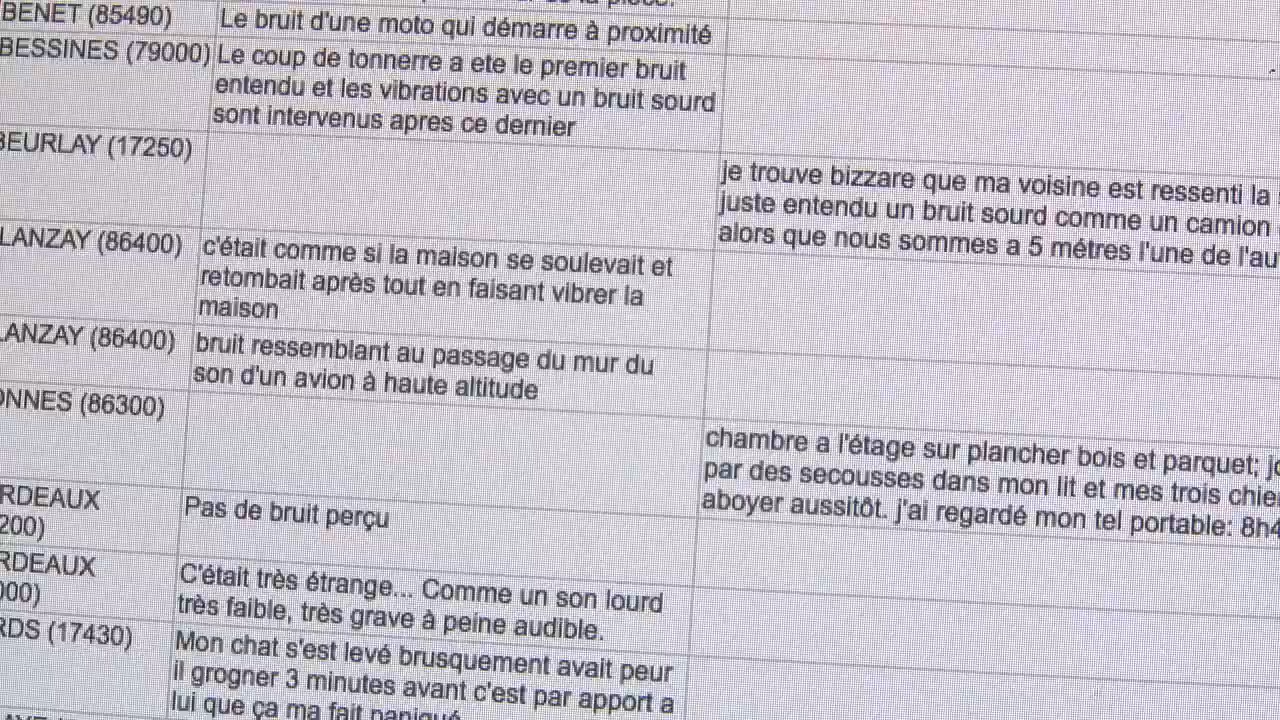 BENET (85490)
Le bruit d'une moto qui démarre à proximité
BESSINES (79000)
Le coup de tonnerre a ete le premier bruit
entendu et les vibrations avec un bruit sourd
sont intervenus apres ce dernier
BEURLAY (17250)
je trouve bizzare que ma voisine est ressenti la
juste entendu un bruit sourd comme un camion
alors que nous sommes a 5 métres l'une de l'au
LANZAY (86400)
c'était comme si la maison se soulevait et
retombait après tout en faisant vibrer la
maison
LANZAY (86400)
bruit ressemblant au passage du mur du
son d'un avion à haute altitude
ONNES (86300)
chambre a l'étage sur plancher bois et parquet; jo
par des secousses dans mon lit et mes trois chie
aboyer aussitôt. j'ai regardé mon tel portable: 8h4
RDEAUX
200)
Pas de bruit perçu
RDEAUX
000)
C'était très étrange... Comme un son lourd
très faible, très grave à peine audible.
RDS (17430)
Mon chat s'est levé brusquement avait peur
il grogner 3 minutes avant c'est par apport a
lui que ça ma fait paniqué